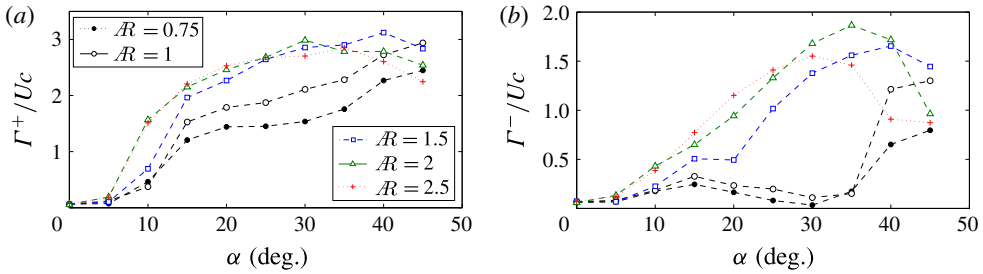 (a)
Γ⁺/Uc
3
2
1
0
10
20
30
40
50
α (deg.)
Æ = 0.75
Æ = 1
Æ = 1.5
Æ = 2
Æ = 2.5
(b)
Γ⁻/Uc
2.0
1.5
1.0
0.5
0
10
20
30
40
50
α (deg.)